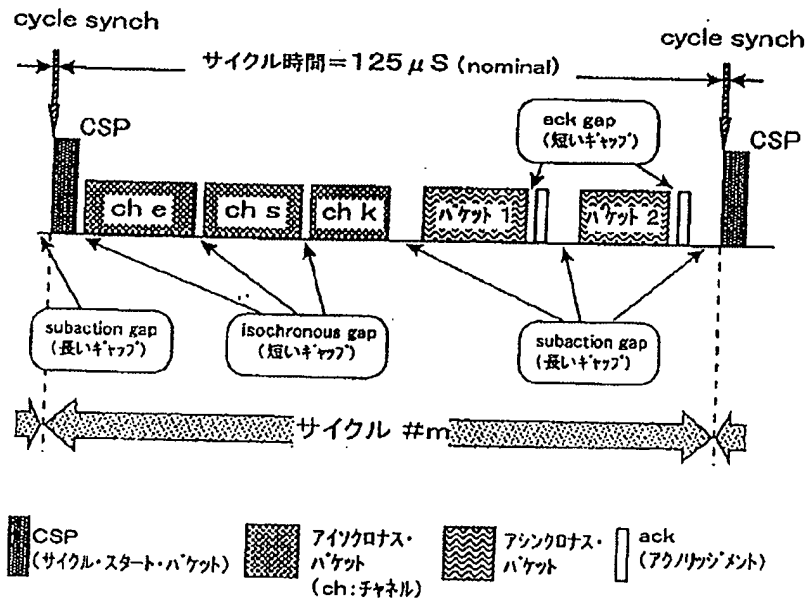 cycle synch
cycle synch
サイクル時間=125μS (nominal)
CSP
ack gap
(短いギャップ)
CSP
ch e
ch s
ch k
パケット 1
パケット 2
subaction gap
(長いギャップ)
isochronous gap
(短いギャップ)
subaction gap
(長いギャップ)
サイクル #m
CSP
(サイクル・スタート・パケット)
アイソクロナス・
パケット
(ch:チャネル)
アシンクロナス・
パケット
ack
(アクノリッジメント)